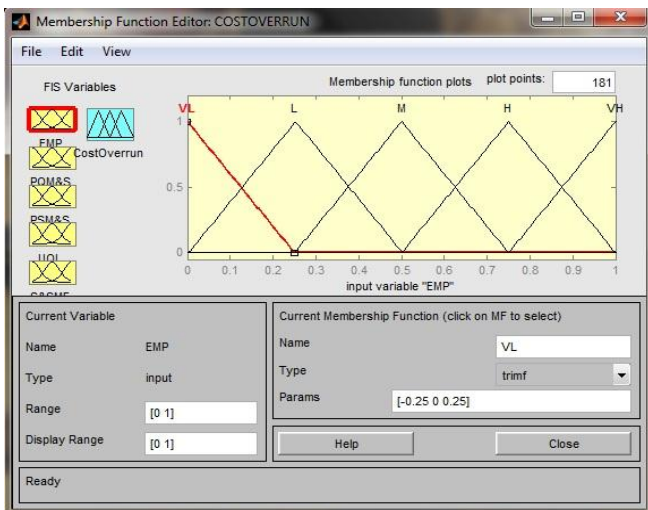 Membership Function Editor: COSTOVERRUN
File Edit View
FIS Variables
Membership function plots plot points: 181
EMP
CostOverrun
PQM&S
PSM&S
UOL
VL L M H VH
1
0.5
0
0 0.1 0.2 0.3 0.4 0.5 0.6 0.7 0.8 0.9 1
input variable "EMP"
Current Variable
Name EMP
Type input
Range [0 1]
Display Range [0 1]
Current Membership Function (click on MF to select)
Name VL
Type trimf
Params [-0.25 0 0.25]
Help Close
Ready